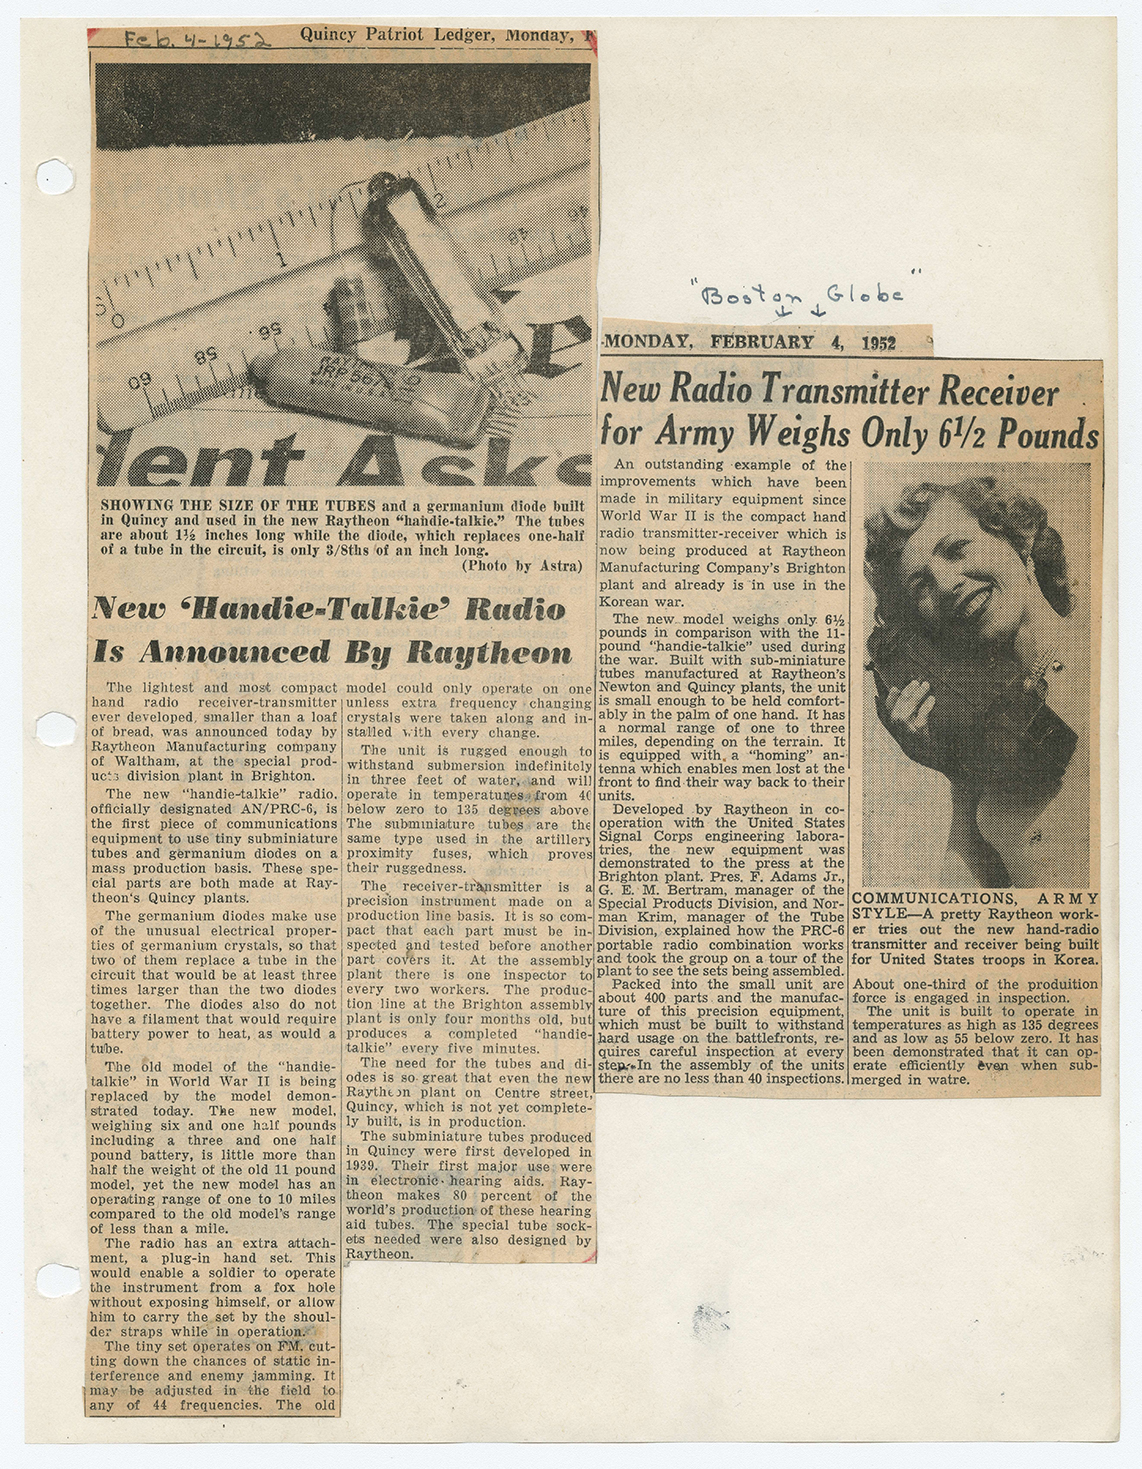 Feb. 4-1952
Quincy Patriot Ledger, Monday, F
0
1
2
60
58
56
48
46
RAY
JRP 567
MADE IN
dent Asks
SHOWING THE SIZE OF THE TUBES and a germanium diode built
in Quincy and used in the new Raytheon “handie-talkie.” The tubes
are about 1½ inches long while the diode, which replaces one-half
of a tube in the circuit, is only 3/8ths of an inch long.
(Photo by Astra)
New ‘Handie-Talkie’ Radio
Is Announced By Raytheon
The lightest and most compact
hand radio receiver-transmitter
ever developed, smaller than a loaf
of bread, was announced today by
Raytheon Manufacturing company
of Waltham, at the special prod-
ucts division plant in Brighton.
The new “handie-talkie” radio,
officially designated AN/PRC-6, is
the first piece of communications
equipment to use tiny subminiature
tubes and germanium diodes on a
mass production basis. These spe-
cial parts are both made at Ray-
theon's Quincy plants.
The germanium diodes make use
of the unusual electrical proper-
ties of germanium crystals, so that
two of them replace a tube in the
circuit that would be at least three
times larger than the two diodes
together. The diodes also do not
have a filament that would require
battery power to heat, as would a
tube.
The old model of the “handie-
talkie” in World War II is being
replaced by the model demon-
strated today. The new model,
weighing six and one half pounds
including a three and one half
pound battery, is little more than
half the weight of the old 11 pound
model, yet the new model has an
operating range of one to 10 miles
compared to the old model's range
of less than a mile.
The radio has an extra attach-
ment, a plug-in hand set. This
would enable a soldier to operate
the instrument from a fox hole
without exposing himself, or allow
him to carry the set by the shoul-
der straps while in operation.
The tiny set operates on FM, cut-
ting down the chances of static in-
terference and enemy jamming. It
may be adjusted in the field to
any of 44 frequencies. The old
model could only operate on one
unless extra frequency changing
crystals were taken along and in-
stalled with every change.
The unit is rugged enough to
withstand submersion indefinitely
in three feet of water, and will
operate in temperatures from 40
below zero to 135 degrees above
The subminiature tubes are the
same type used in the artillery
proximity fuses, which proves
their ruggedness.
The receiver-transmitter is a
precision instrument made on a
production line basis. It is so com-
pact that each part must be in-
spected and tested before another
part covers it. At the assembly
plant there is one inspector to
every two workers. The produc-
tion line at the Brighton assembly
plant is only four months old, but
produces a completed “handie-
talkie” every five minutes.
The need for the tubes and di-
odes is so great that even the new
Raytheon plant on Centre street,
Quincy, which is not yet complete-
ly built, is in production.
The subminiature tubes produced
in Quincy were first developed in
1939. Their first major use were
in electronic hearing aids. Ray-
theon makes 80 percent of the
world's production of these hearing
aid tubes. The special tube sock-
ets needed were also designed by
Raytheon.
"Boston Globe"
MONDAY, FEBRUARY 4, 1952
New Radio Transmitter Receiver
for Army Weighs Only 6½ Pounds
An outstanding example of the
improvements which have been
made in military equipment since
World War II is the compact hand
radio transmitter-receiver which is
now being produced at Raytheon
Manufacturing Company's Brighton
plant and already is in use in the
Korean war.
The new model weighs only 6½
pounds in comparison with the 11-
pound “handie-talkie” used during
the war. Built with sub-miniature
tubes manufactured at Raytheon's
Newton and Quincy plants, the unit
is small enough to be held comfort-
ably in the palm of one hand. It has
a normal range of one to three
miles, depending on the terrain. It
is equipped with a “homing” an-
tenna which enables men lost at the
front to find their way back to their
units.
Developed by Raytheon in co-
operation with the United States
Signal Corps engineering labora-
tries, the new equipment was
demonstrated to the press at the
Brighton plant. Pres. F. Adams Jr.,
G. E. M. Bertram, manager of the
Special Products Division, and Nor-
man Krim, manager of the Tube
Division, explained how the PRC-6
portable radio combination works
and took the group on a tour of the
plant to see the sets being assembled.
Packed into the small unit are
about 400 parts and the manufac-
ture of this precision equipment,
which must be built to withstand
hard usage on the battlefronts, re-
quires careful inspection at every
step. In the assembly of the units
there are no less than 40 inspections.
COMMUNICATIONS, ARMY
STYLE—A pretty Raytheon work-
er tries out the new hand-radio
transmitter and receiver being built
for United States troops in Korea.
About one-third of the prduition
force is engaged in inspection.
The unit is built to operate in
temperatures as high as 135 degrees
and as low as 55 below zero. It has
been demonstrated that it can op-
erate efficiently even when sub-
merged in watre.